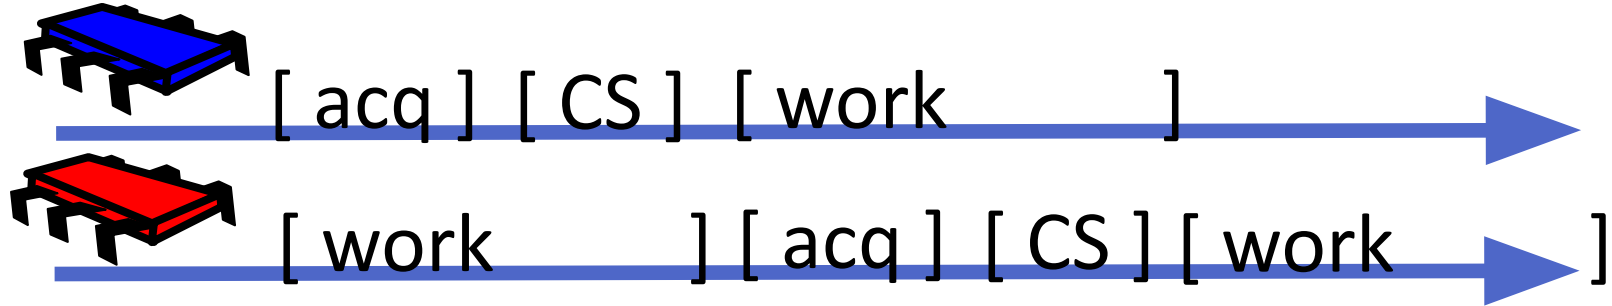 [ acq ] [ CS ] [ work ]
[ work ] [ acq ] [ CS ] [ work ]